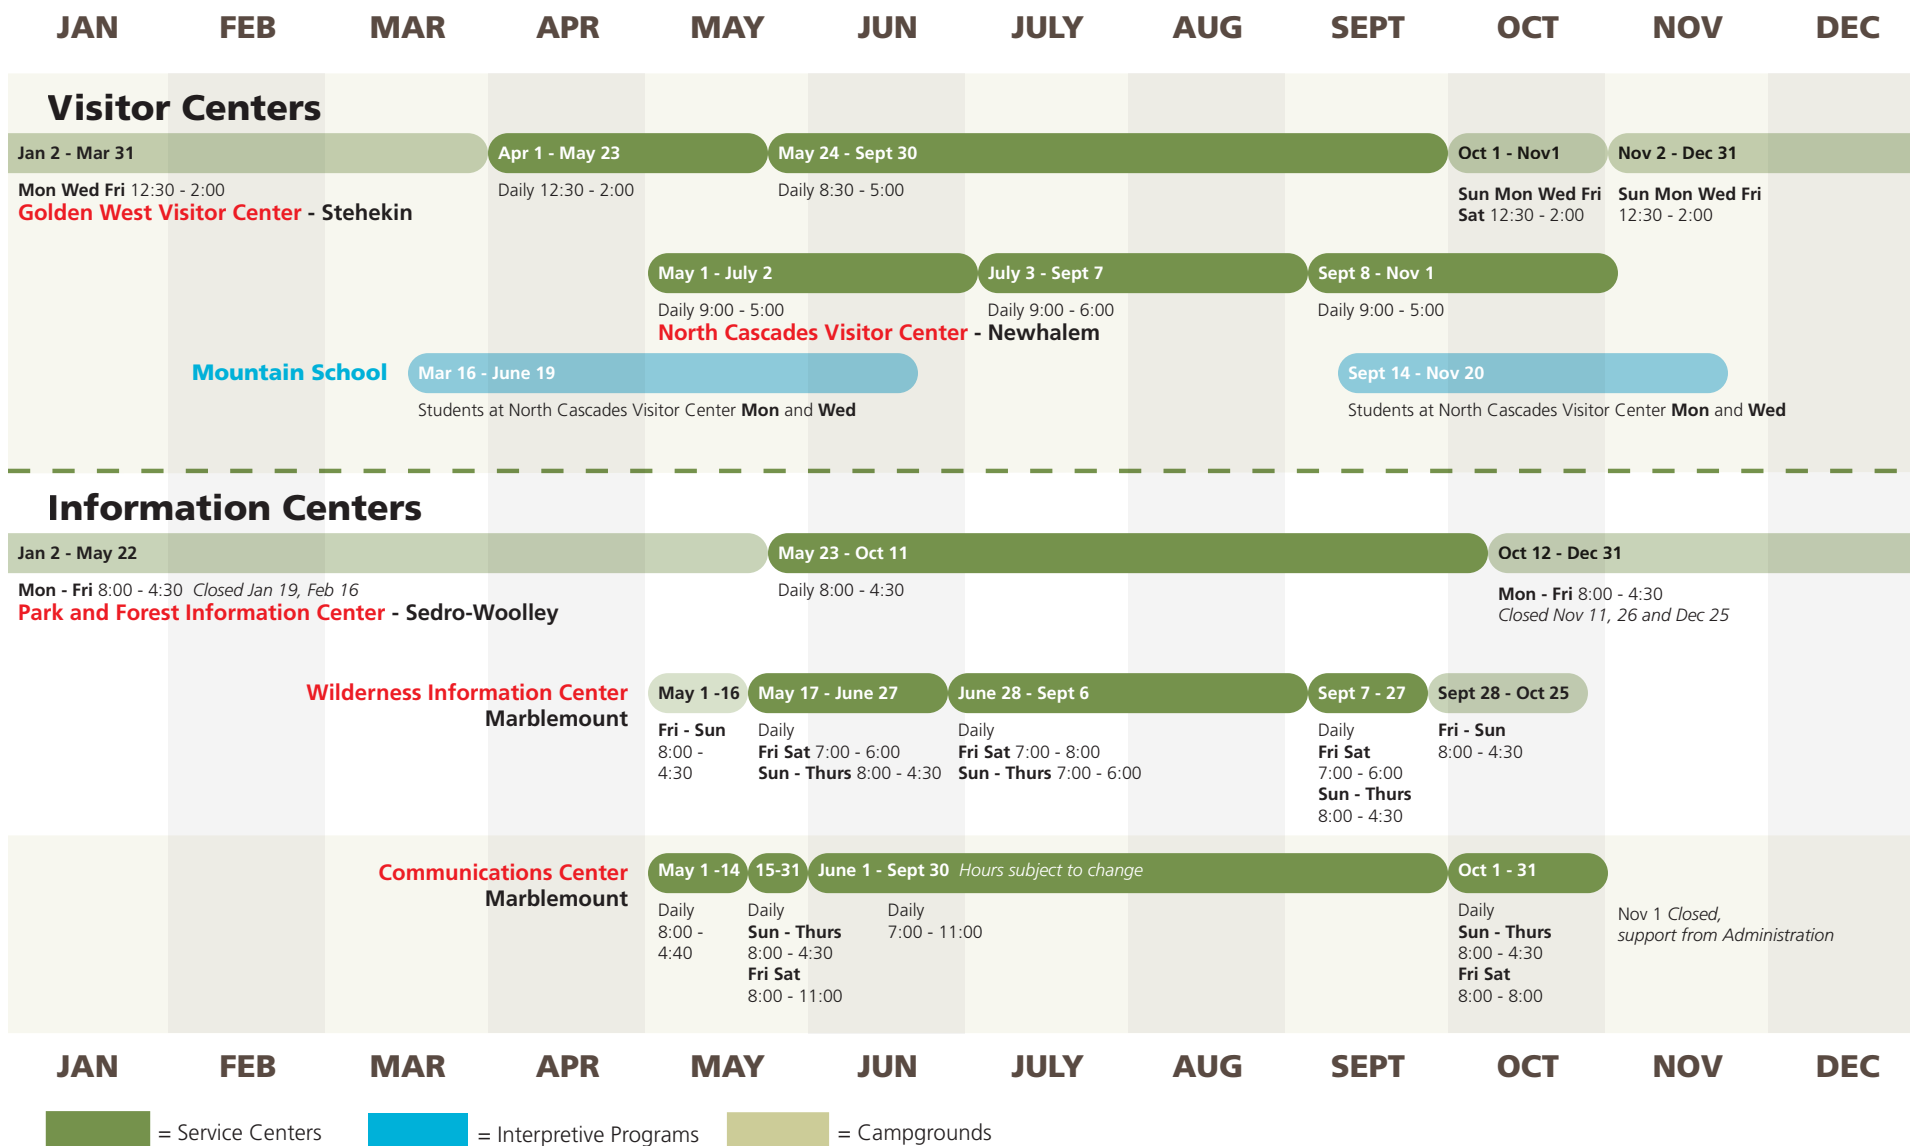 JAN FEB MAR APR MAY JUN JULY AUG SEPT OCT NOV DEC
Visitor Centers
Jan 2 - Mar 31 Apr 1 - May 23 May 24 - Sept 30 Oct 1 - Nov1 Nov 2 - Dec 31
Mon Wed Fri 12:30 - 2:00 Daily 12:30 - 2:00 Daily 8:30 - 5:00 Sun Mon Wed Fri Sun Mon Wed Fri
Golden West Visitor Center - Stehekin Sat 12:30 - 2:00 12:30 - 2:00
May 1 - July 2 July 3 - Sept 7 Sept 8 - Nov 1
Daily 9:00 - 5:00 Daily 9:00 - 6:00 Daily 9:00 - 5:00
North Cascades Visitor Center - Newhalem
Mountain School Mar 16 - June 19 Sept 14 - Nov 20
Students at North Cascades Visitor Center Mon and Wed Students at North Cascades Visitor Center Mon and Wed
Information Centers
Jan 2 - May 22 May 23 - Oct 11 Oct 12 - Dec 31
Mon - Fri 8:00 - 4:30 Closed Jan 19, Feb 16 Daily 8:00 - 4:30 Mon - Fri 8:00 - 4:30
Park and Forest Information Center - Sedro-Woolley Closed Nov 11, 26 and Dec 25
Wilderness Information Center May 1 -16 May 17 - June 27 June 28 - Sept 6 Sept 7 - 27 Sept 28 - Oct 25
Marblemount
Fri - Sun Daily Daily Daily Fri - Sun
8:00 - Fri Sat 7:00 - 6:00 Fri Sat 7:00 - 8:00 Fri Sat 8:00 - 4:30
4:30 Sun - Thurs 8:00 - 4:30 Sun - Thurs 7:00 - 6:00 7:00 - 6:00
Sun - Thurs
8:00 - 4:30
Communications Center May 1 -14 15-31 June 1 - Sept 30 Hours subject to change Oct 1 - 31
Marblemount
Daily Daily Daily Daily Nov 1 Closed,
8:00 - Sun - Thurs 7:00 - 11:00 Sun - Thurs support from Administration
4:40 8:00 - 4:30 8:00 - 4:30
Fri Sat Fri Sat
8:00 - 11:00 8:00 - 8:00
JAN FEB MAR APR MAY JUN JULY AUG SEPT OCT NOV DEC
= Service Centers = Interpretive Programs = Campgrounds